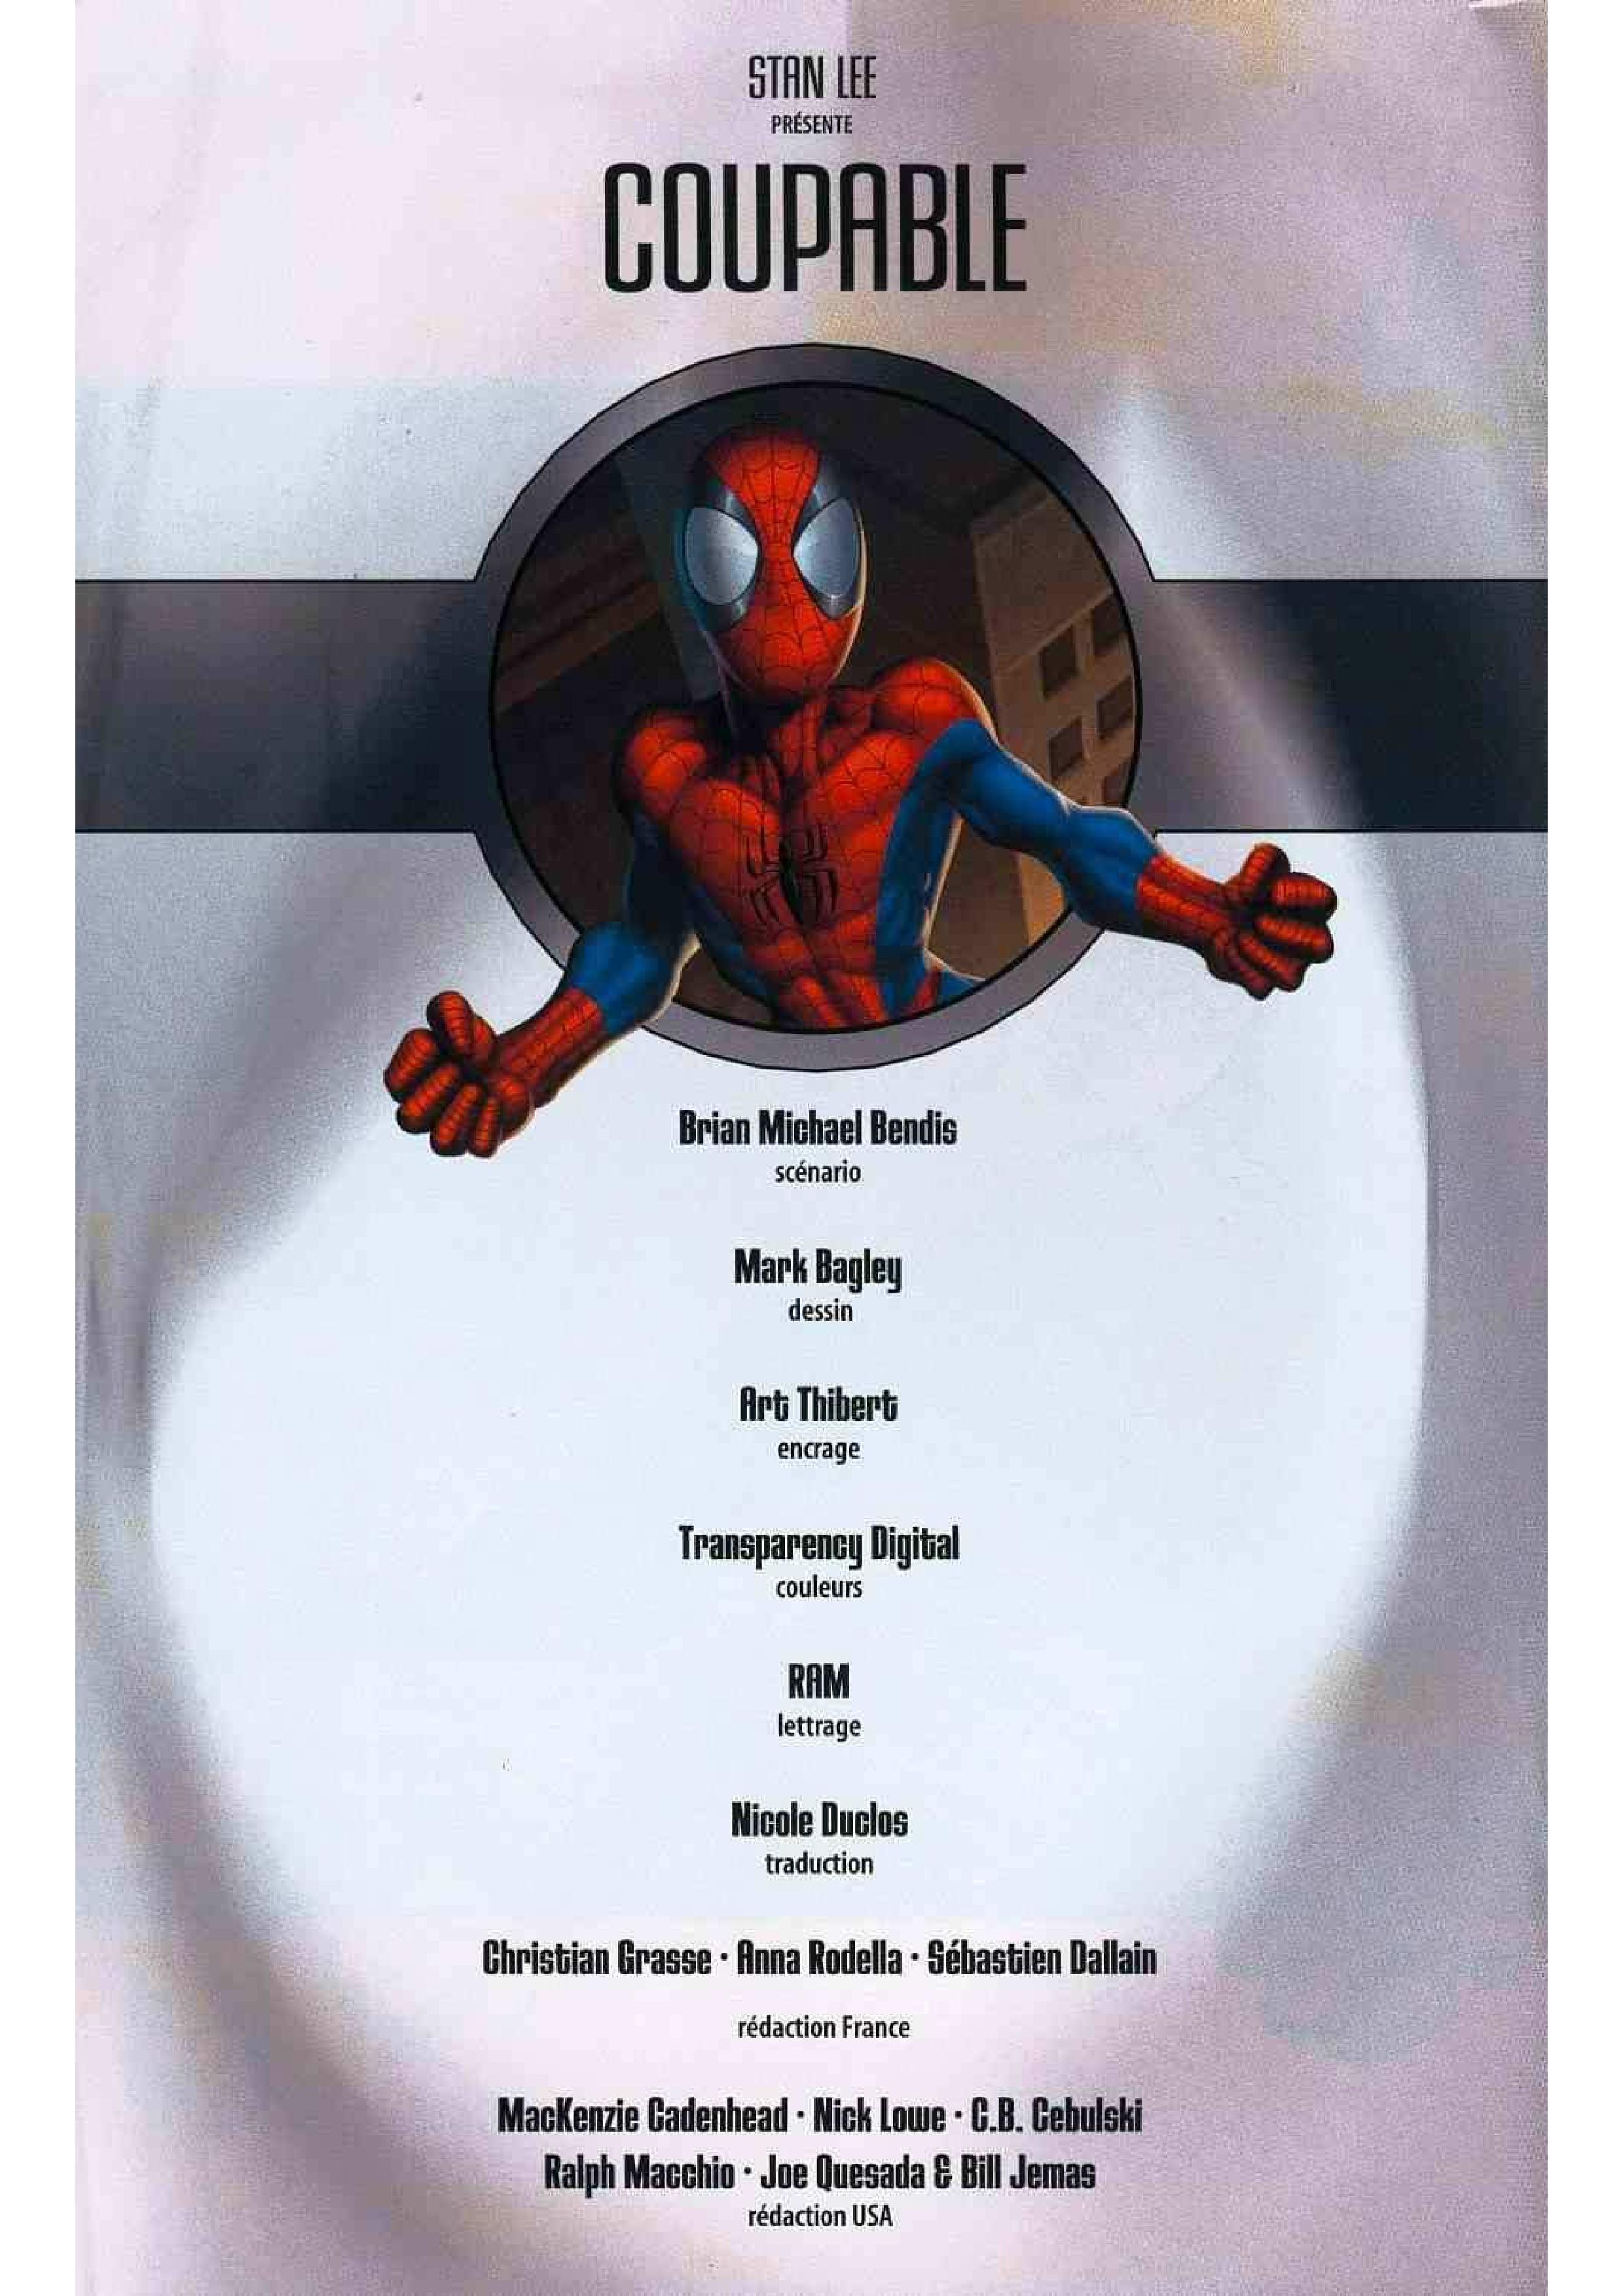 STAN LEE
PRÉSENTE
COUPABLE
Brian Michael Bendis
scénario
Mark Bagley
dessin
Art Thibert
encrage
Transparency Digital
couleurs
RAM
lettrage
Nicole Duclos
traduction
Christian Grasse · Anna Rodella · Sébastien Dallain
rédaction France
MacKenzie Cadenhead · Nick Lowe · C.B. Cebulski
Ralph Macchio · Joe Quesada & Bill Jemas
rédaction USA